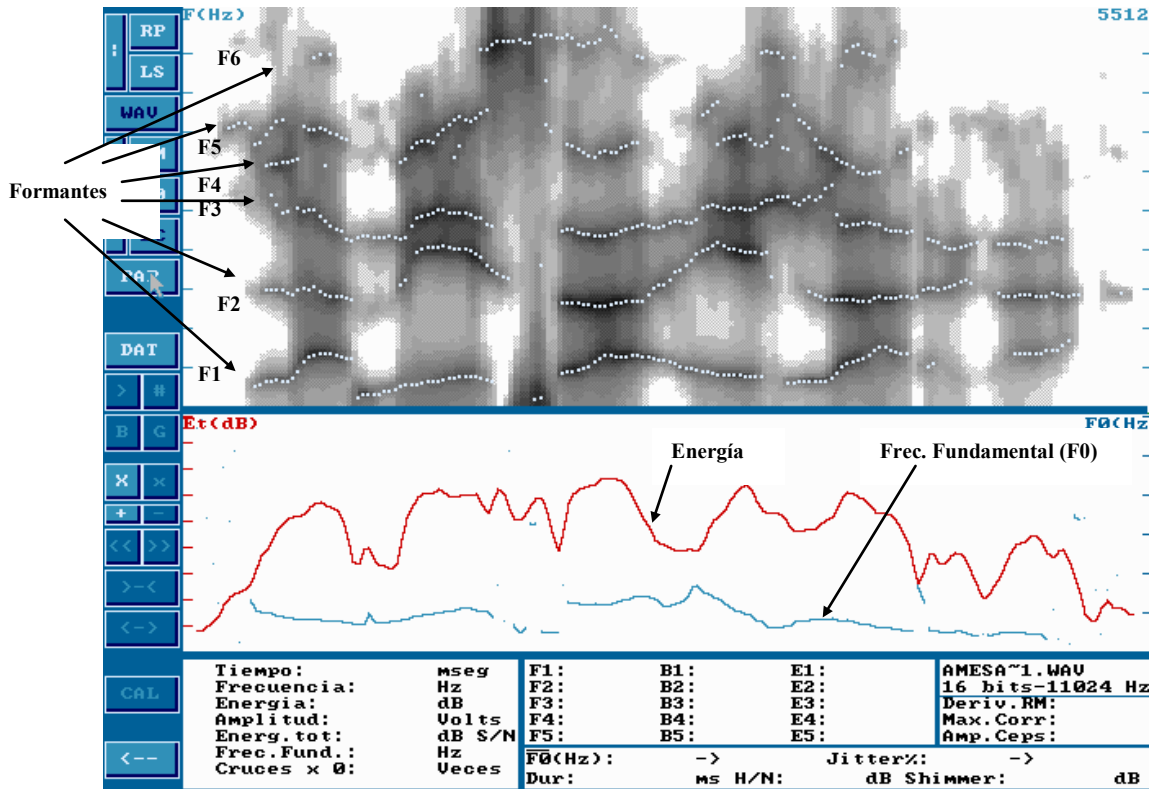 F(Hz)
5512
RP
LS
WAV
F6
F5
F4
F3
Formantes
F2
F1
DAT
> #
B G
Et(dB)
F0(Hz
Energía
Frec. Fundamental (F0)
X ×
+ -
<< >>
>-<
<->
CAL
<--
Tiempo: mseg
Frecuencia: Hz
Energia: dB
Amplitud: Volts
Energ.tot: dB S/N
Frec.Fund.: Hz
Cruces x 0: Veces
F1: B1: E1:
F2: B2: E2:
F3: B3: E3:
F4: B4: E4:
F5: B5: E5:
AMESA~1.WAV
16 bits-11024 Hz
Deriv.RM:
Max.Corr:
Amp.Ceps:
F0(Hz): -> Jitter%: ->
Dur: ms H/N: dB Shimmer: dB